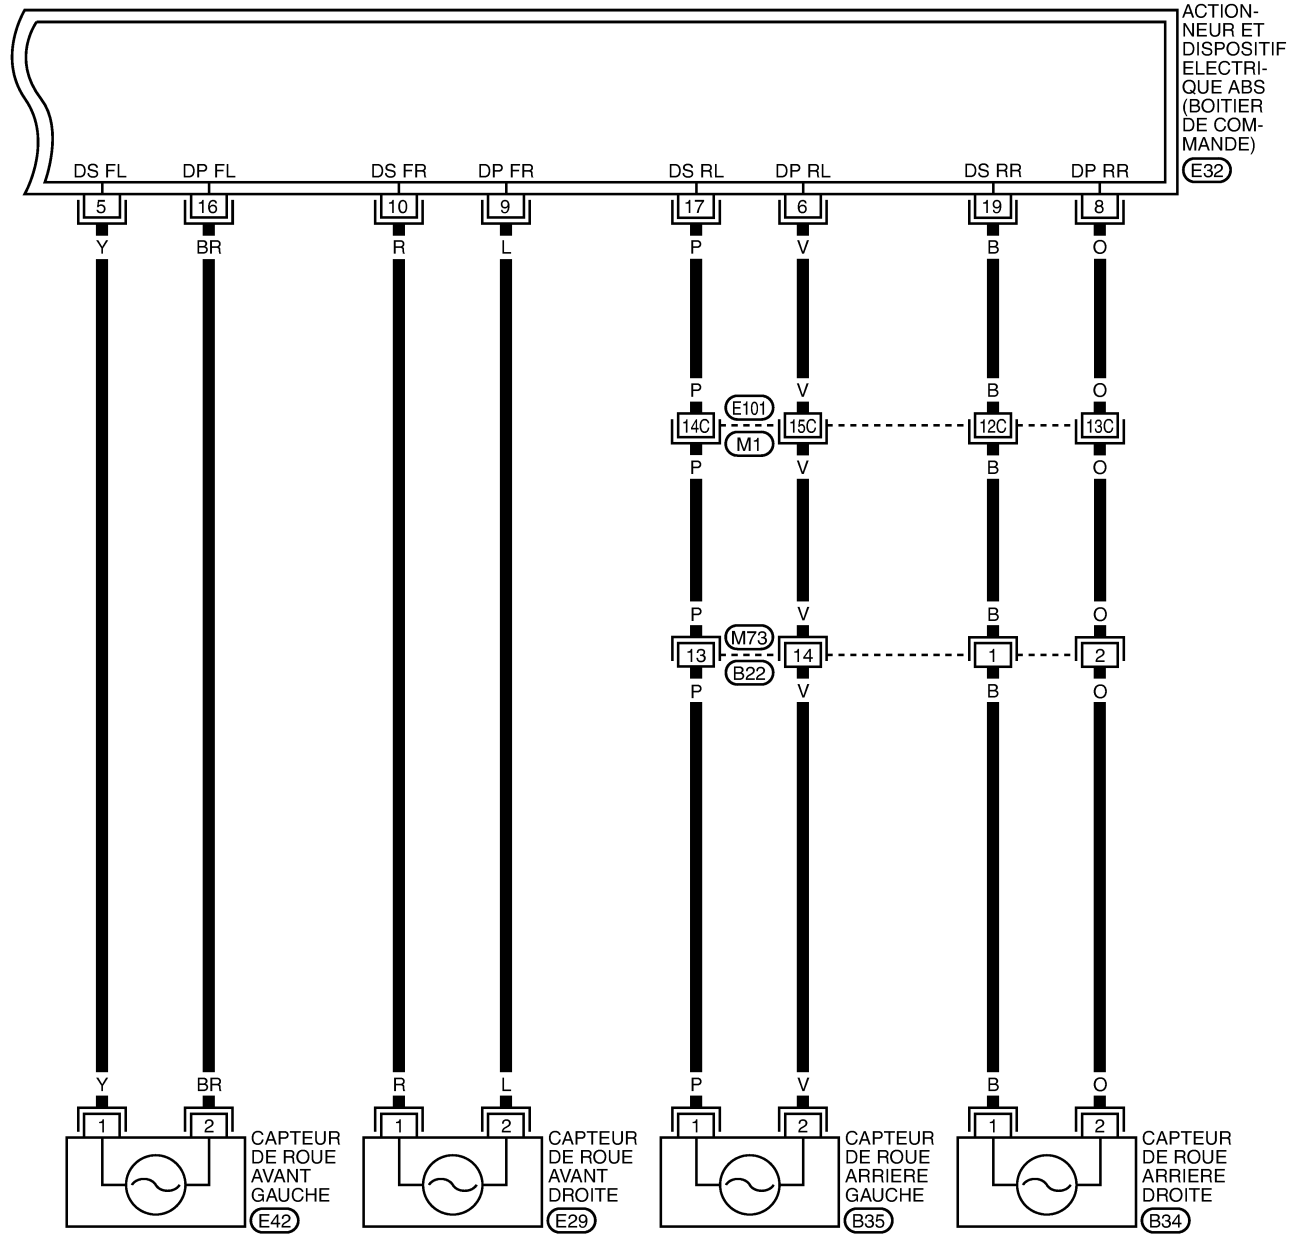 ACTION-
NEUR ET
DISPOSITIF
ELECTRI-
QUE ABS
(BOITIER
DE COM-
MANDE)
E32
DS FL DP FL DS FR DP FR DS RL DP RL DS RR DP RR
5 16 10 9 17 6 19 8
Y BR R L P V B O
P V B O
E101
14C 15C 12C 13C
M1
P V B O
P V B O
M73
13 14 1 2
B22
P V B O
Y BR R L P V B O
1 2 1 2 1 2 1 2
CAPTEUR
DE ROUE
AVANT
GAUCHE
E42
CAPTEUR
DE ROUE
AVANT
DROITE
E29
CAPTEUR
DE ROUE
ARRIERE
GAUCHE
B35
CAPTEUR
DE ROUE
ARRIERE
DROITE
B34